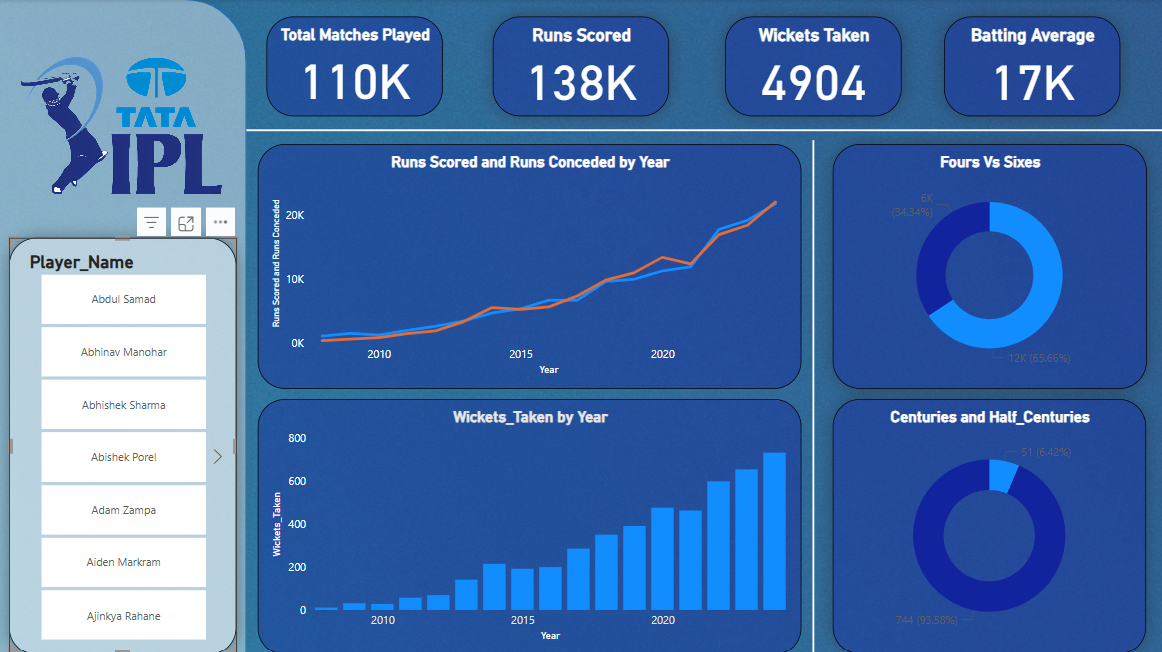 TATA
IPL
Total Matches Played
110K
Runs Scored
138K
Wickets Taken
4904
Batting Average
17K
Player_Name
Abdul Samad
Abhinav Manohar
Abhishek Sharma
Abishek Porel
Adam Zampa
Aiden Markram
Ajinkya Rahane
Runs Scored and Runs Conceded by Year
Runs Scored and Runs Conceded
20K
10K
0K
2010
2015
2020
Year
Fours Vs Sixes
6K
(34.34%)
12K (65.66%)
Wickets_Taken by Year
Wickets_Taken
800
600
400
200
0
2010
2015
2020
Year
Centuries and Half_Centuries
51 (6.42%)
744 (93.58%)